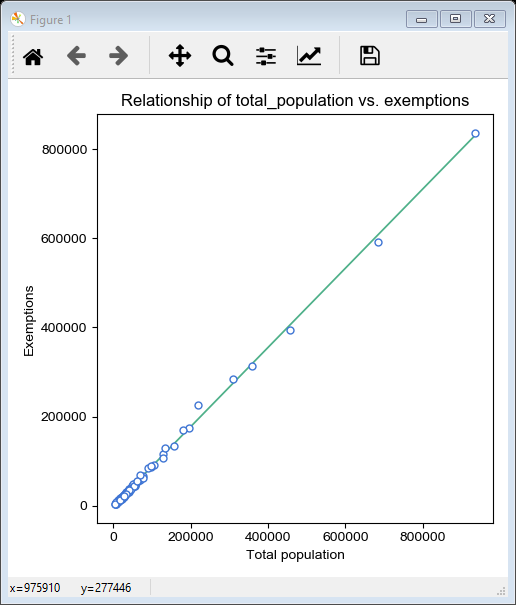 Figure 1
Relationship of total_population vs. exemptions
800000
600000
400000
200000
0
Exemptions
0 200000 400000 600000 800000
Total population
x=975910 y=277446